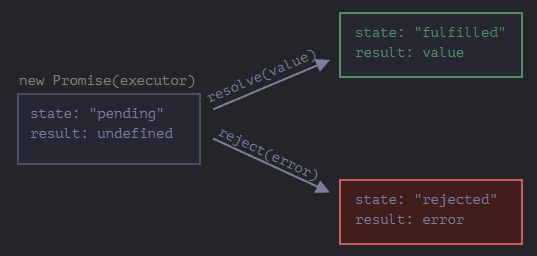 new Promise(executor)
state: "pending"
result: undefined
resolve(value)
state: "fulfilled"
result: value
reject(error)
state: "rejected"
result: error